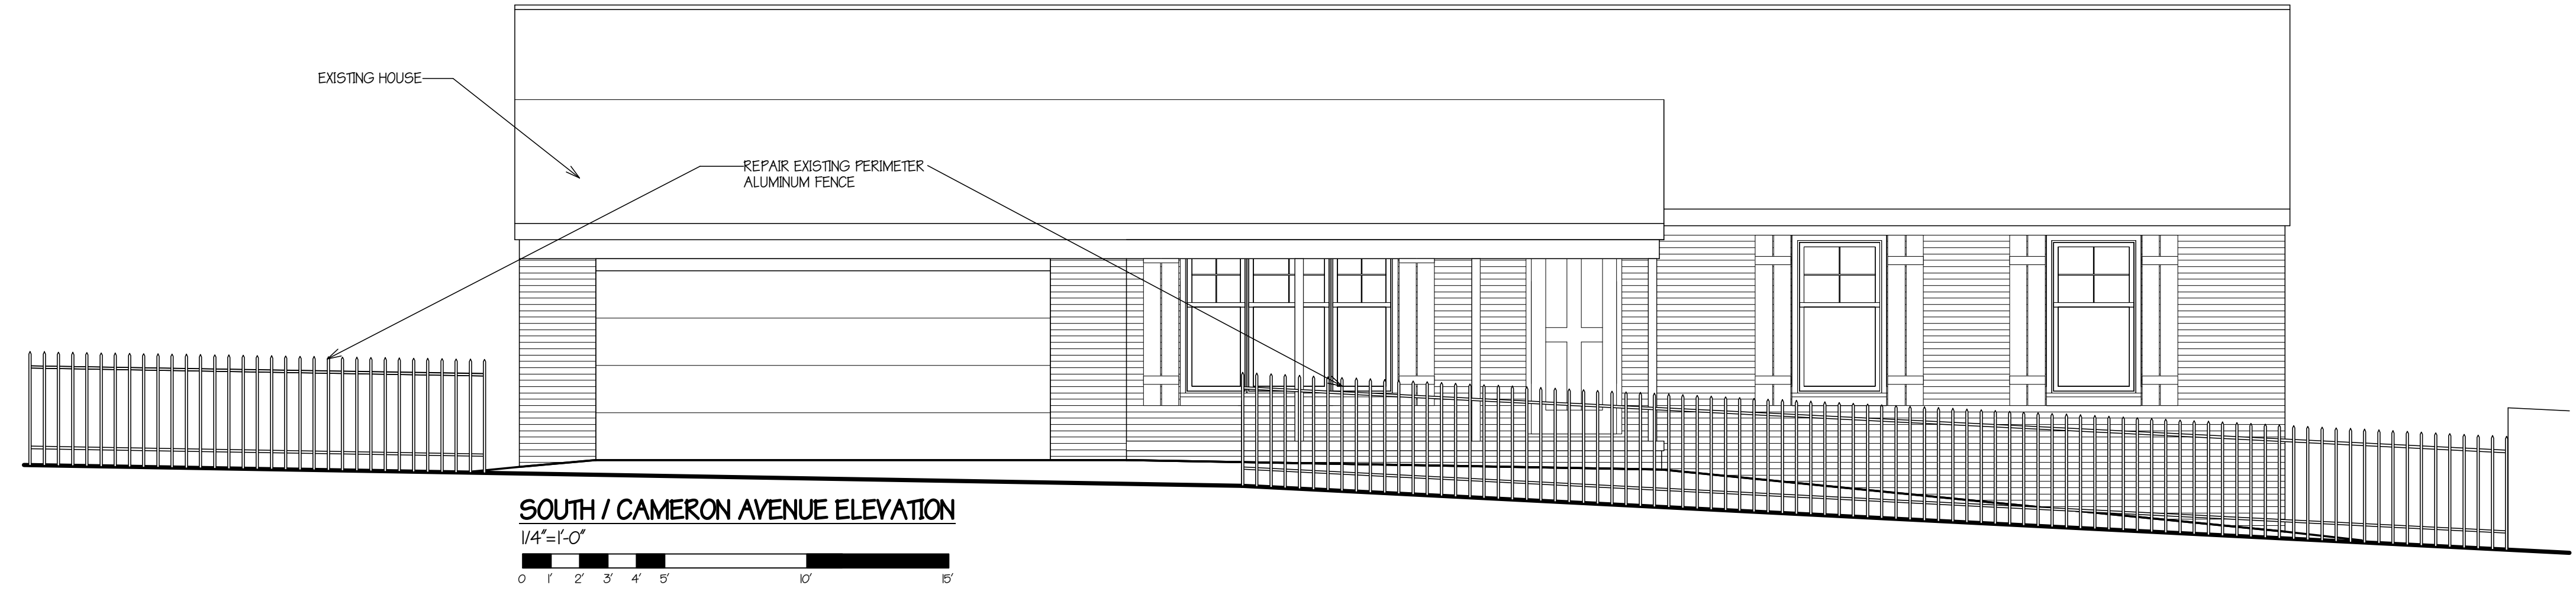 EXISTING HOUSE
REPAIR EXISTING PERIMETER
ALUMINUM FENCE
SOUTH / CAMERON AVENUE ELEVATION
1/4"=1'-0"
0 1' 2' 3' 4' 5' 10' 15'